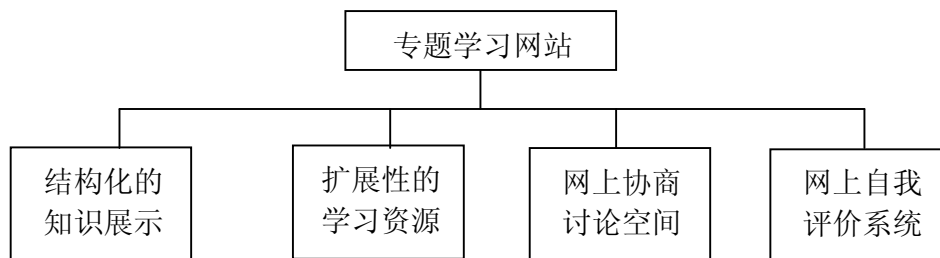 专题学习网站
结构化的
知识展示
扩展性的
学习资源
网上协商
讨论空间
网上自我
评价系统